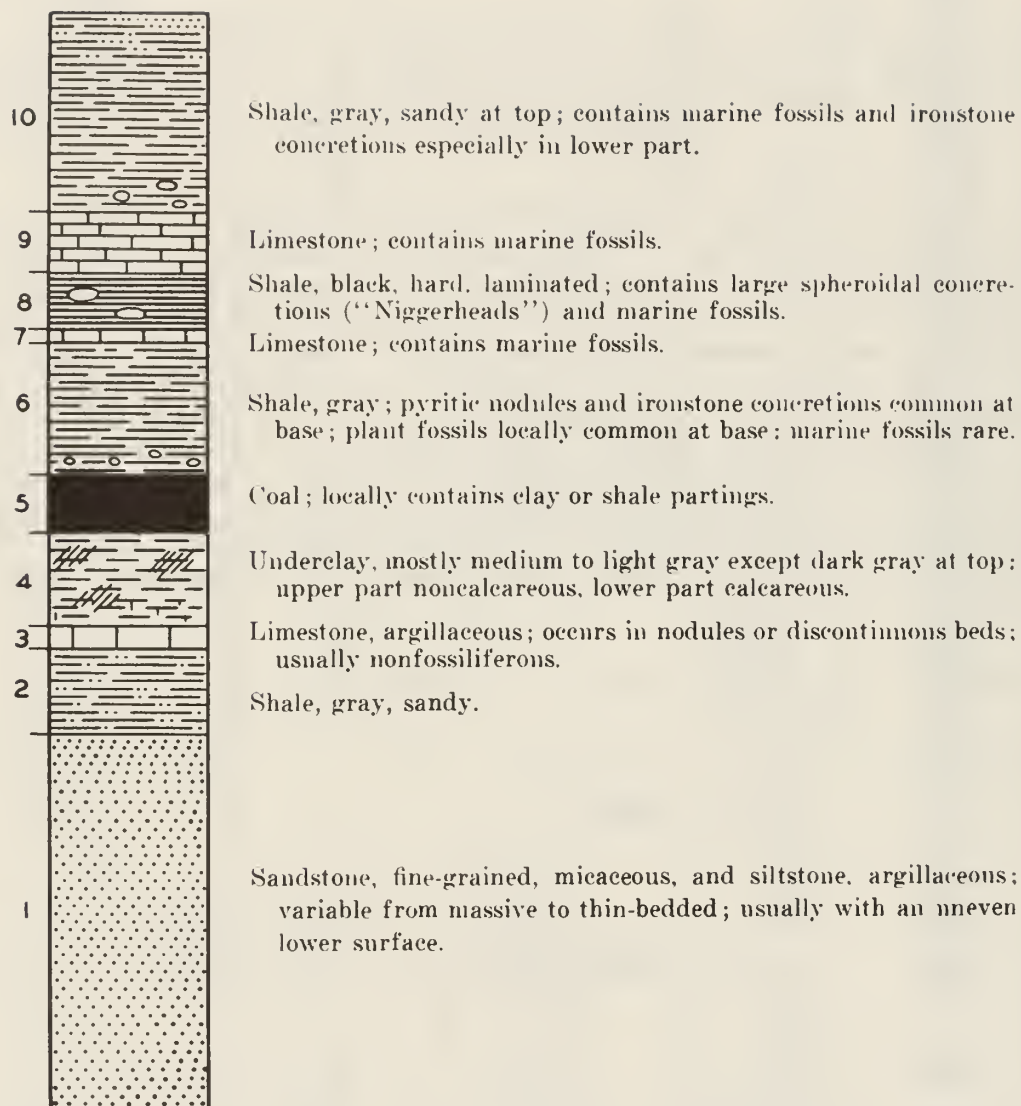 10
Shale, gray, sandy at top; contains marine fossils and ironstone
concretions especially in lower part.
9
Limestone; contains marine fossils.
8
Shale, black, hard, laminated; contains large spheroidal concre-
tions ("Niggerheads") and marine fossils.
7
Limestone; contains marine fossils.
6
Shale, gray; pyritic nodules and ironstone concretions common at
base; plant fossils locally common at base; marine fossils rare.
5
Coal; locally contains clay or shale partings.
4
Underclay, mostly medium to light gray except dark gray at top;
upper part noncalcareous, lower part calcareous.
3
Limestone, argillaceous; occurs in nodules or discontinuous beds;
usually nonfossiliferous.
2
Shale, gray, sandy.
1
Sandstone, fine-grained, micaceous, and siltstone, argillaceous;
variable from massive to thin-bedded; usually with an uneven
lower surface.